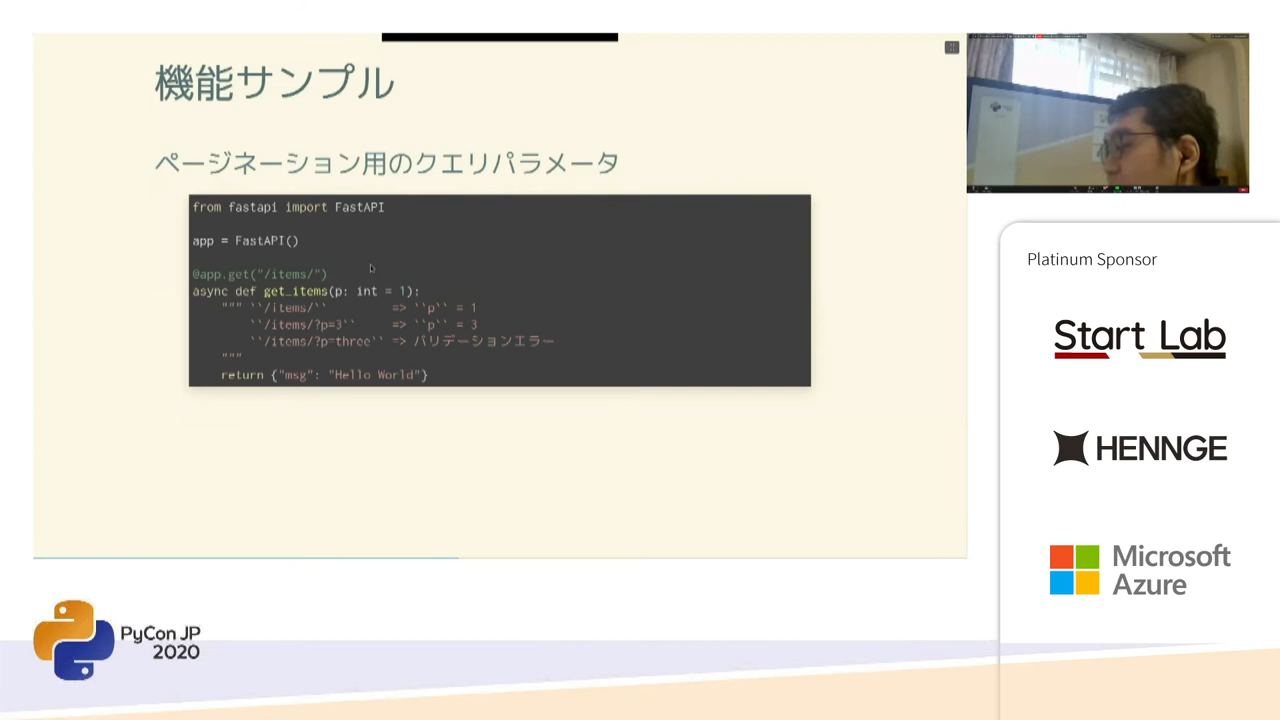 機能サンプル
ページネーション用のクエリパラメータ
from fastapi import FastAPI
app = FastAPI()
@app.get("/items/")
async def get_items(p: int = 1):
""" ``/items/`` => ``p`` = 1
``/items/?p=3`` => ``p`` = 3
``/items/?p=three`` => バリデーションエラー
"""
return {"msg": "Hello World"}
Platinum Sponsor
Start Lab
HENNGE
Microsoft
Azure
PyCon JP
2020